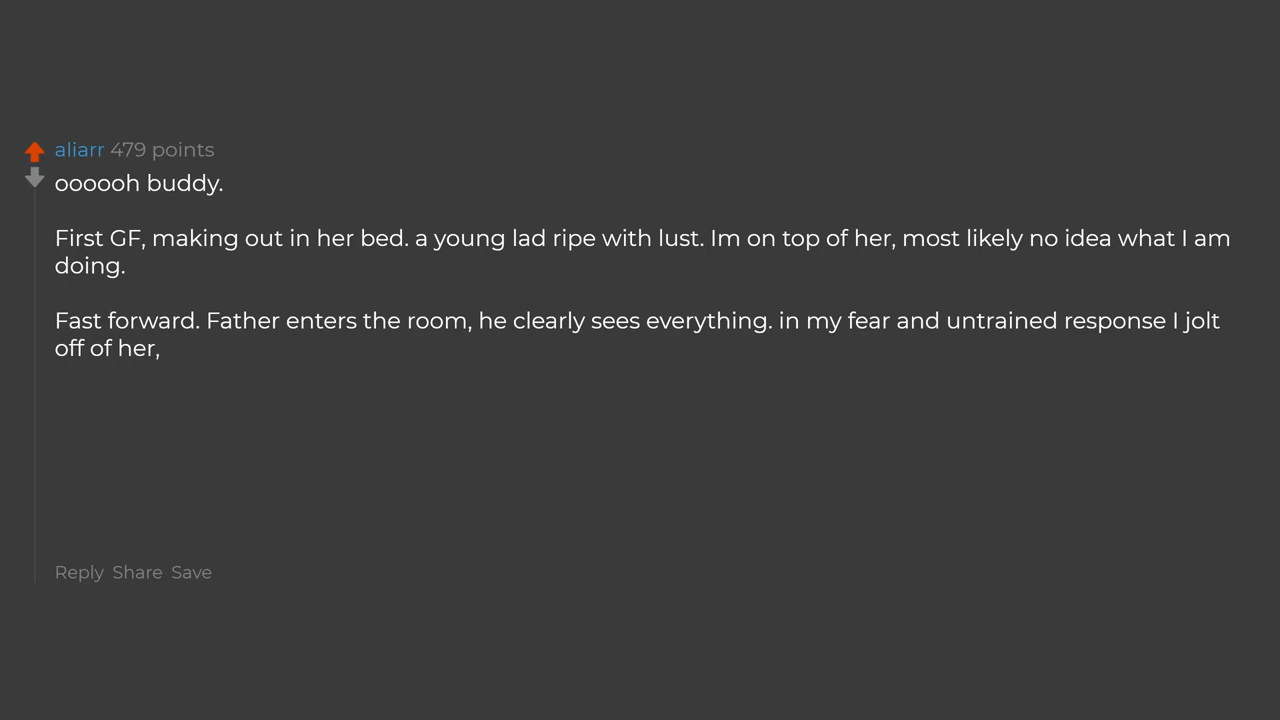 aliarr 479 points
oooooh buddy.
First GF, making out in her bed. a young lad ripe with lust. Im on top of her, most likely no idea what I am
doing.
Fast forward. Father enters the room, he clearly sees everything. in my fear and untrained response I jolt
off of her,
Reply Share Save